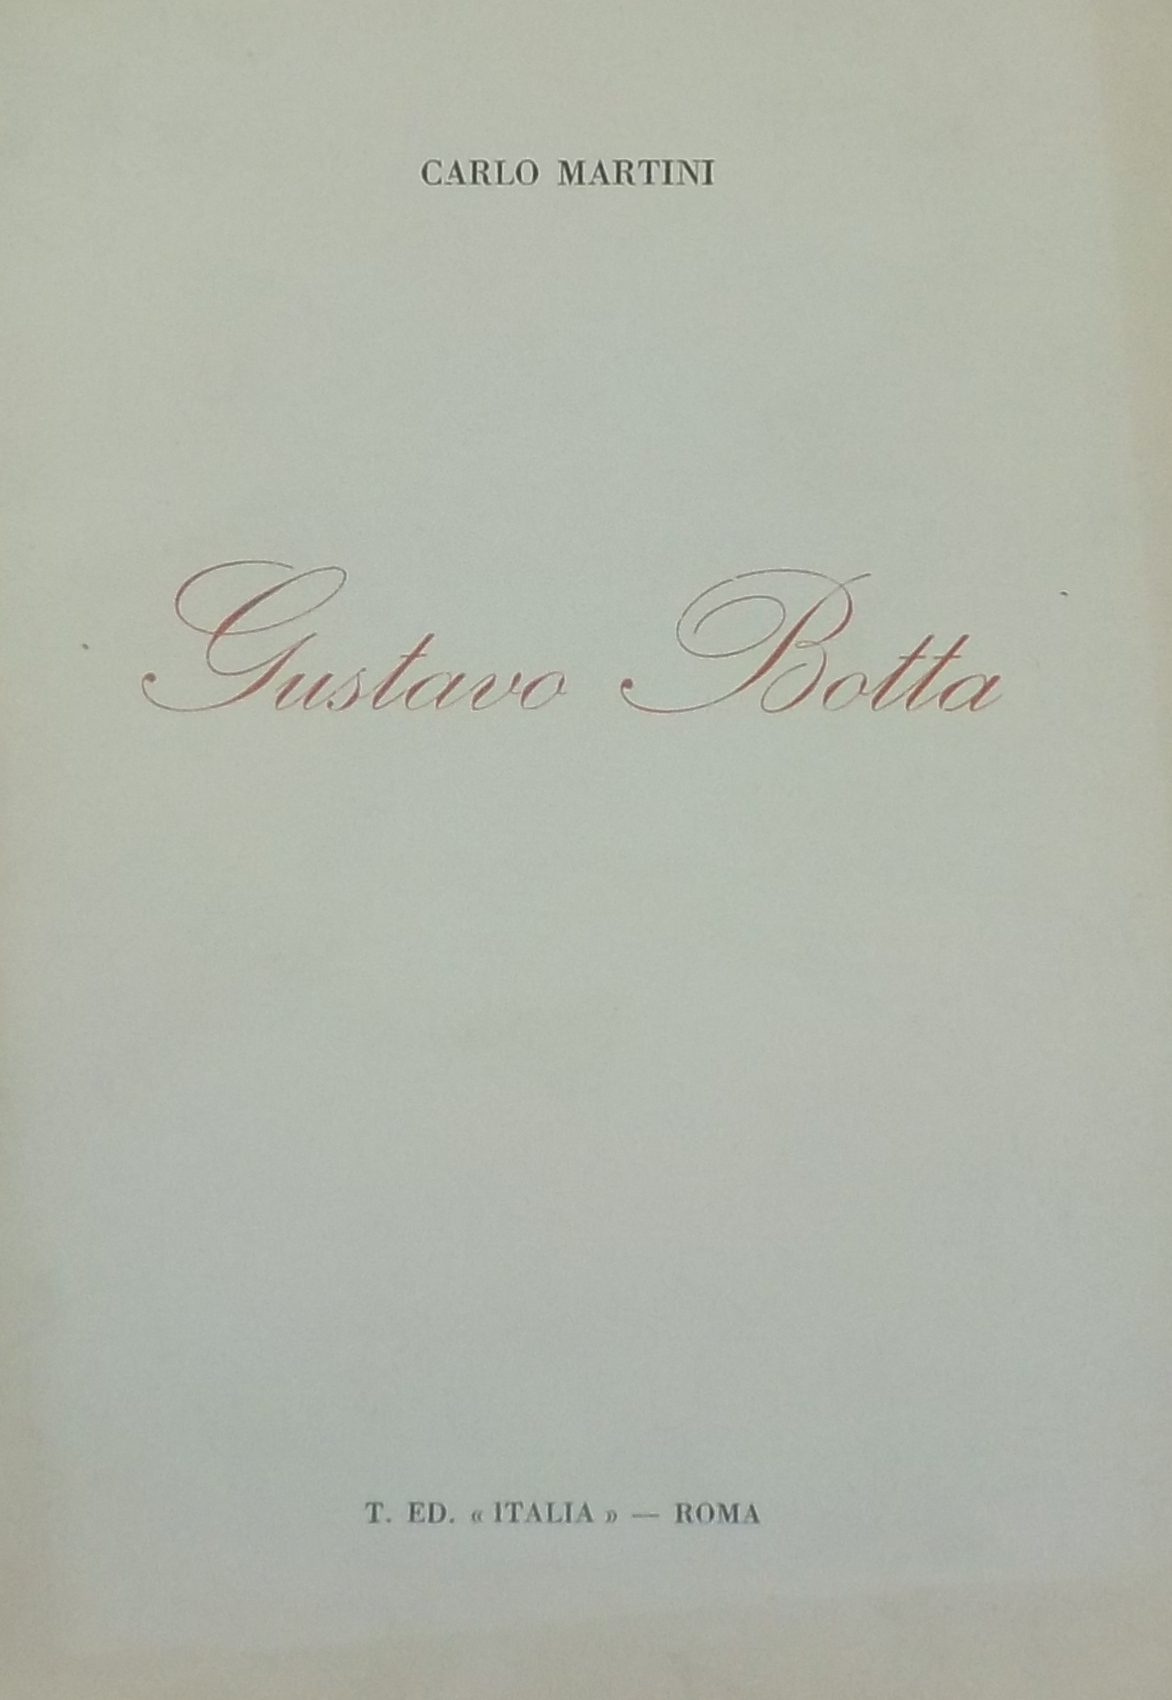 CARLO MARTINI
Gustavo Botta
T. ED. « ITALIA » — ROMA